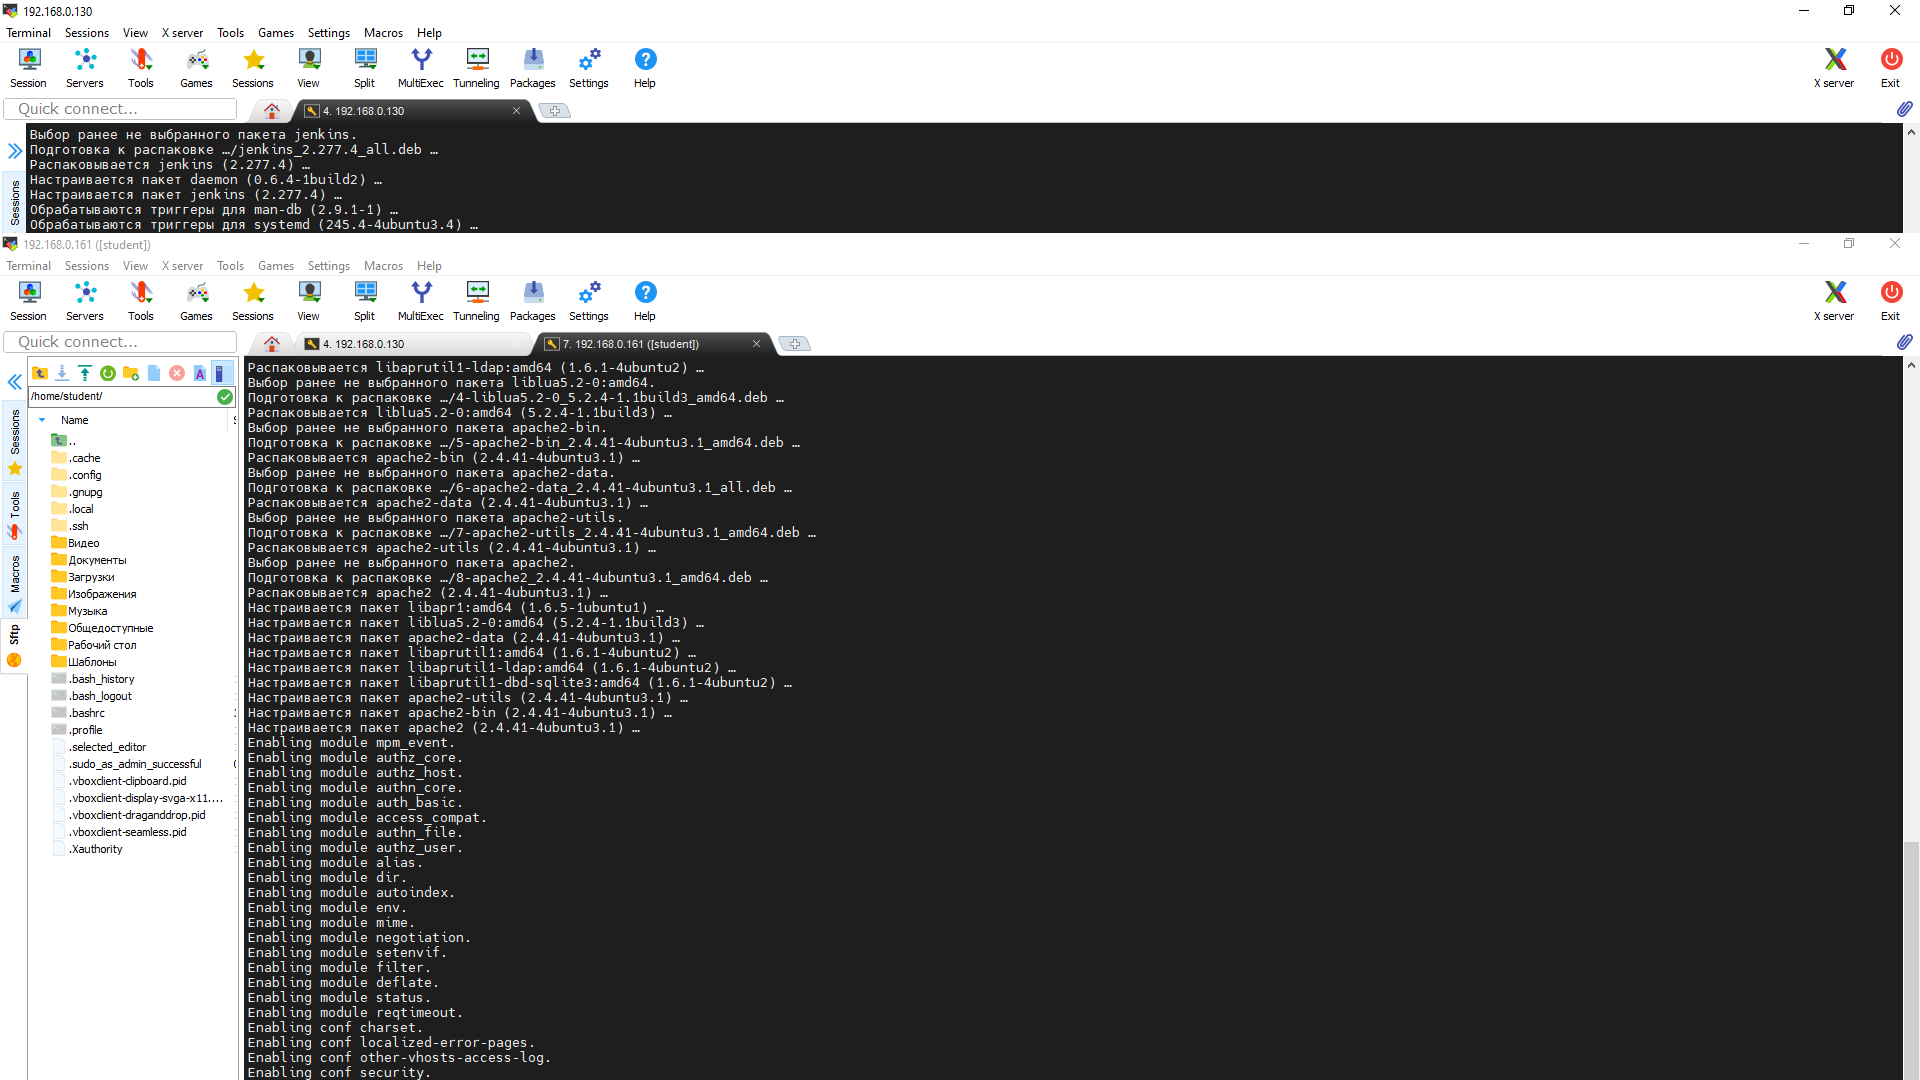 192.168.0.130
Terminal Sessions View X server Tools Games Settings Macros Help
Session Servers Tools Games Sessions View Split MultiExec Tunneling Packages Settings Help X server Exit
Quick connect...
4. 192.168.0.130
Sessions
Выбор ранее не выбранного пакета jenkins.
Подготовка к распаковке …/jenkins_2.277.4_all.deb …
Распаковывается jenkins (2.277.4) …
Настраивается пакет daemon (0.6.4-1build2) …
Настраивается пакет jenkins (2.277.4) …
Обрабатываются триггеры для man-db (2.9.1-1) …
Обрабатываются триггеры для systemd (245.4-4ubuntu3.4) …
192.168.0.161 ([student])
Terminal Sessions View X server Tools Games Settings Macros Help
Session Servers Tools Games Sessions View Split MultiExec Tunneling Packages Settings Help X server Exit
Quick connect...
4. 192.168.0.130
7. 192.168.0.161 ([student])
Sessions
Tools
Macros
Sftp
/home/student/
Name
..
.cache
.config
.gnupg
.local
.ssh
Видео
Документы
Загрузки
Изображения
Музыка
Общедоступные
Рабочий стол
Шаблоны
.bash_history
.bash_logout
.bashrc
.profile
.selected_editor
.sudo_as_admin_successful
.vboxclient-clipboard.pid
.vboxclient-display-svga-x11....
.vboxclient-draganddrop.pid
.vboxclient-seamless.pid
.Xauthority
Распаковывается libaprutil1-ldap:amd64 (1.6.1-4ubuntu2) …
Выбор ранее не выбранного пакета liblua5.2-0:amd64.
Подготовка к распаковке …/4-liblua5.2-0_5.2.4-1.1build3_amd64.deb …
Распаковывается liblua5.2-0:amd64 (5.2.4-1.1build3) …
Выбор ранее не выбранного пакета apache2-bin.
Подготовка к распаковке …/5-apache2-bin_2.4.41-4ubuntu3.1_amd64.deb …
Распаковывается apache2-bin (2.4.41-4ubuntu3.1) …
Выбор ранее не выбранного пакета apache2-data.
Подготовка к распаковке …/6-apache2-data_2.4.41-4ubuntu3.1_all.deb …
Распаковывается apache2-data (2.4.41-4ubuntu3.1) …
Выбор ранее не выбранного пакета apache2-utils.
Подготовка к распаковке …/7-apache2-utils_2.4.41-4ubuntu3.1_amd64.deb …
Распаковывается apache2-utils (2.4.41-4ubuntu3.1) …
Выбор ранее не выбранного пакета apache2.
Подготовка к распаковке …/8-apache2_2.4.41-4ubuntu3.1_amd64.deb …
Распаковывается apache2 (2.4.41-4ubuntu3.1) …
Настраивается пакет libapr1:amd64 (1.6.5-1ubuntu1) …
Настраивается пакет liblua5.2-0:amd64 (5.2.4-1.1build3) …
Настраивается пакет apache2-data (2.4.41-4ubuntu3.1) …
Настраивается пакет libaprutil1:amd64 (1.6.1-4ubuntu2) …
Настраивается пакет libaprutil1-ldap:amd64 (1.6.1-4ubuntu2) …
Настраивается пакет libaprutil1-dbd-sqlite3:amd64 (1.6.1-4ubuntu2) …
Настраивается пакет apache2-utils (2.4.41-4ubuntu3.1) …
Настраивается пакет apache2-bin (2.4.41-4ubuntu3.1) …
Настраивается пакет apache2 (2.4.41-4ubuntu3.1) …
Enabling module mpm_event.
Enabling module authz_core.
Enabling module authz_host.
Enabling module authn_core.
Enabling module auth_basic.
Enabling module access_compat.
Enabling module authn_file.
Enabling module authz_user.
Enabling module alias.
Enabling module dir.
Enabling module autoindex.
Enabling module env.
Enabling module mime.
Enabling module negotiation.
Enabling module setenvif.
Enabling module filter.
Enabling module deflate.
Enabling module status.
Enabling module reqtimeout.
Enabling conf charset.
Enabling conf localized-error-pages.
Enabling conf other-vhosts-access-log.
Enabling conf security.